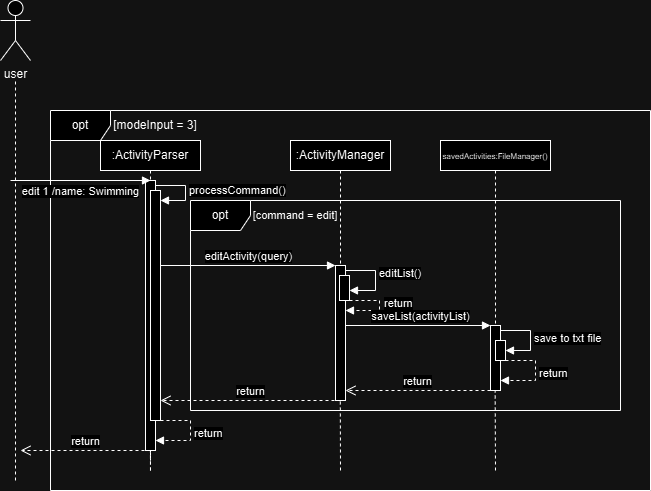 user
opt
[modeInput = 3]
:ActivityParser
:ActivityManager
savedActivities:FileManager()
edit 1 /name: Swimming
processCommand()
opt
[command = edit]
editActivity(query)
editList()
return
saveList(activityList)
save to txt file
return
return
return
return
return